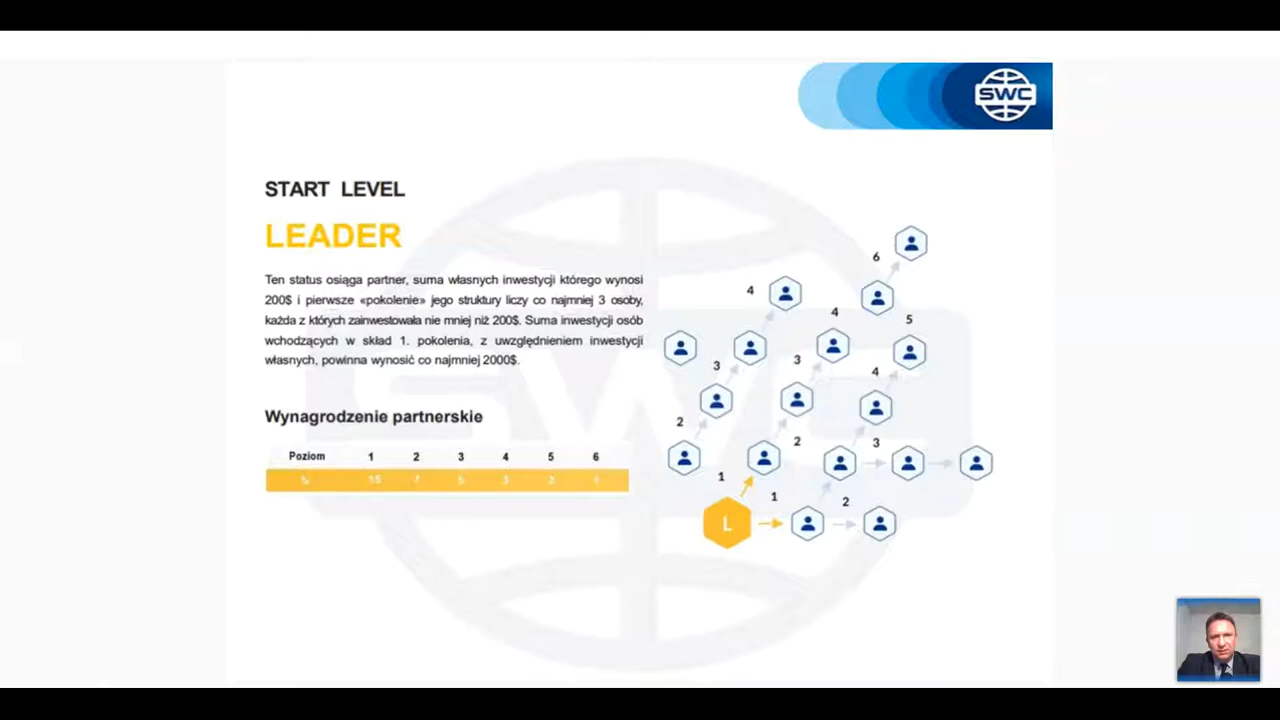 SWC
START LEVEL
LEADER
Ten status osiąga partner, suma własnych inwestycji którego wynosi
200$ i pierwsze «pokolenie» jego struktury liczy co najmniej 3 osoby,
każda z których zainwestowała nie mniej niż 200$. Suma inwestycji osób
wchodzących w skład 1. pokolenia, z uwzględnieniem inwestycji
własnych, powinna wynosić co najmniej 2000$.
Wynagrodzenie partnerskie
Poziom 1 2 3 4 5 6
% 15
6
4
4
5
3
3
4
2
2
3
1
1
2
L